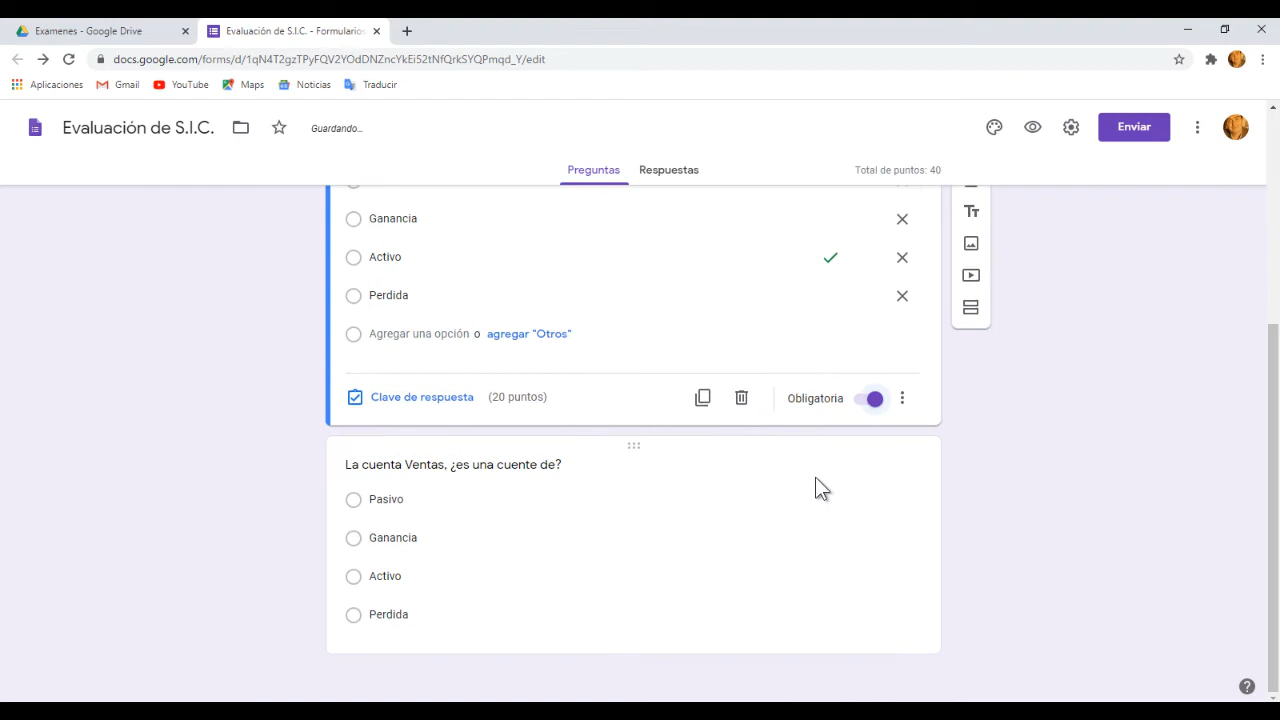 Examenes - Google Drive
Evaluación de S.I.C. - Formularios
docs.google.com/forms/d/1qN4T2gzTPyFQV2YOdDNZncYkEi52tNfQrkSYQPmqd_Y/edit
Aplicaciones Gmail YouTube Maps Noticias Traducir
Evaluación de S.I.C. Guardando... Enviar
Preguntas Respuestas Total de puntos: 40
Ganancia
Activo
Perdida
Agregar una opción o agregar "Otros"
Clave de respuesta (20 puntos) Obligatoria
La cuenta Ventas, ¿es una cuente de?
Pasivo
Ganancia
Activo
Perdida